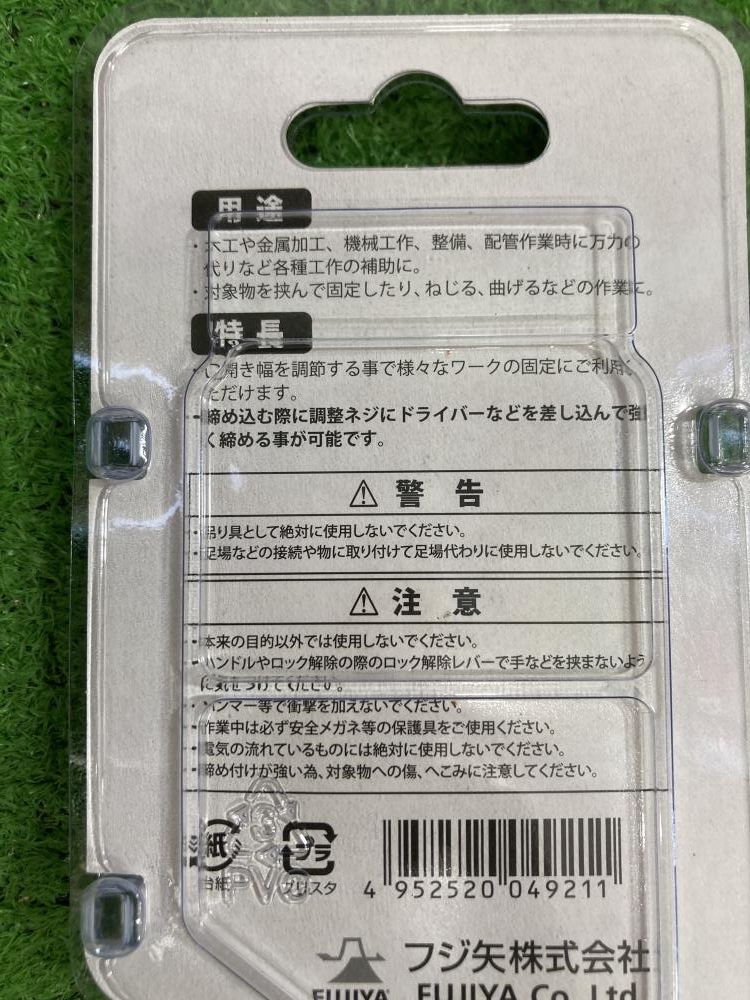 用途
・木工や金属加工、機械工作、整備、配管作業時に万力の
代りなど各種工作の補助に。
・対象物を挟んで固定したり、ねじる、曲げるなどの作業に。
特長
・口開き幅を調節する事で様々なワークの固定にご利用い
ただけます。
・締め込む際に調整ネジにドライバーなどを差し込んで強
く締める事が可能です。
⚠ 警告
・吊り具として絶対に使用しないでください。
・足場などの接続や物に取り付けて足場代わりに使用しないでください。
⚠ 注意
・本来の目的以外では使用しないでください。
・ハンドルやロック解除の際のロック解除レバーで手などを挟まないよう
に気をつけてください。
・ハンマー等で衝撃を加えないでください。
・作業中は必ず安全メガネ等の保護具をご使用ください。
・電気の流れているものには絶対に使用しないでください。
・締め付けが強い為、対象物への傷、へこみに注意してください。
紙
プラ
台紙
ブリスタ
4 952520 049211
フジ矢株式会社
FUJIYA
FUJIYA Co., Ltd.